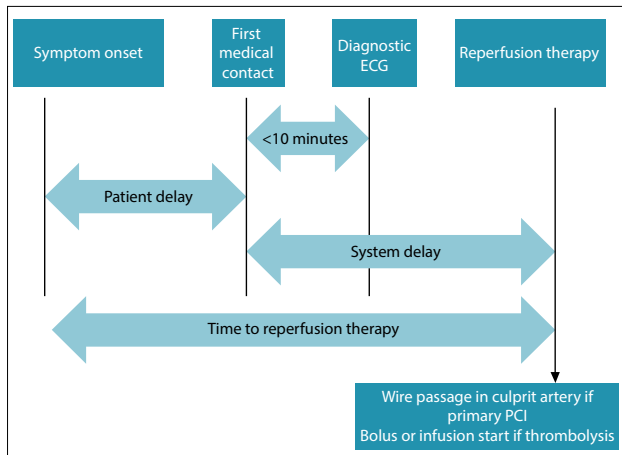 Symptom onset
First
medical
contact
Diagnostic
ECG
Reperfusion therapy
<10 minutes
Patient delay
System delay
Time to reperfusion therapy
Wire passage in culprit artery if
primary PCI
Bolus or infusion start if thrombolysis